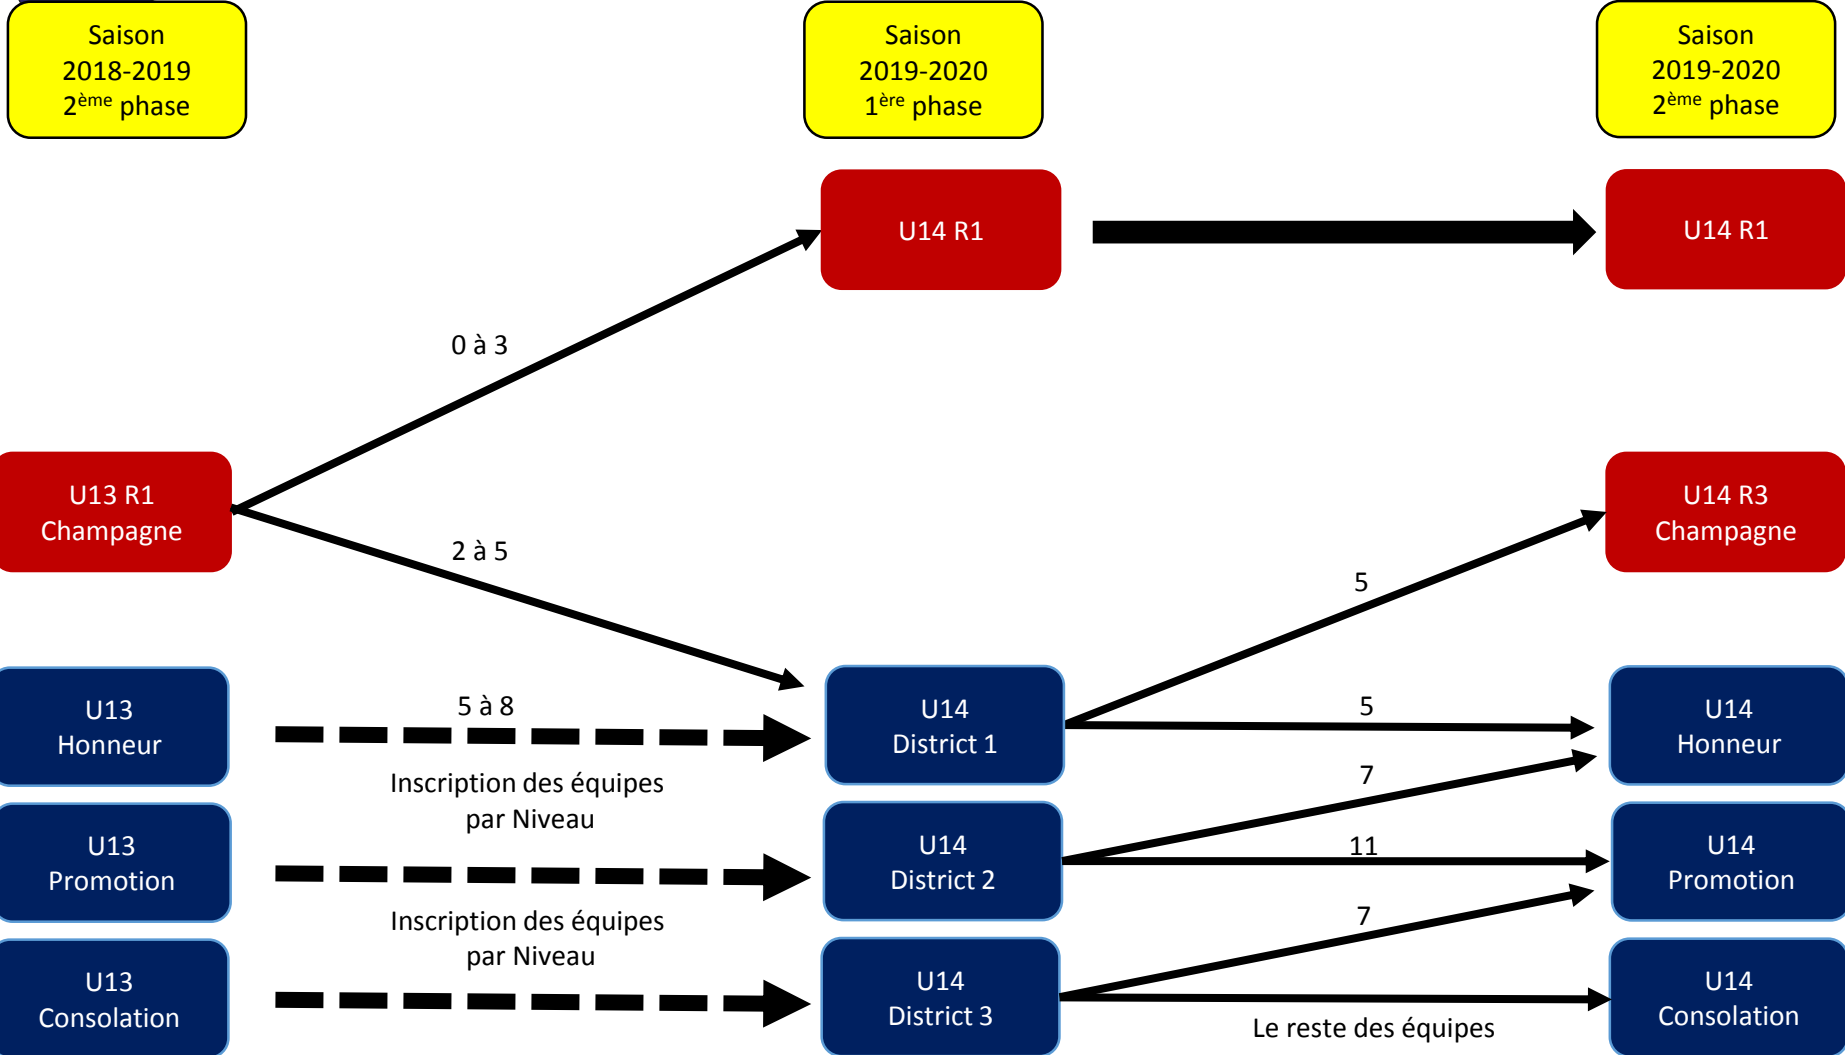 Saison
2018-2019
2ème phase
Saison
2019-2020
1ère phase
Saison
2019-2020
2ème phase
U14 R1
U14 R1
0 à 3
U13 R1
Champagne
U14 R3
Champagne
2 à 5
5
U13
Honneur
5 à 8
Inscription des équipes
par Niveau
U14
District 1
5
7
U14
Honneur
U13
Promotion
Inscription des équipes
par Niveau
U14
District 2
11
7
U14
Promotion
U13
Consolation
U14
District 3
Le reste des équipes
U14
Consolation